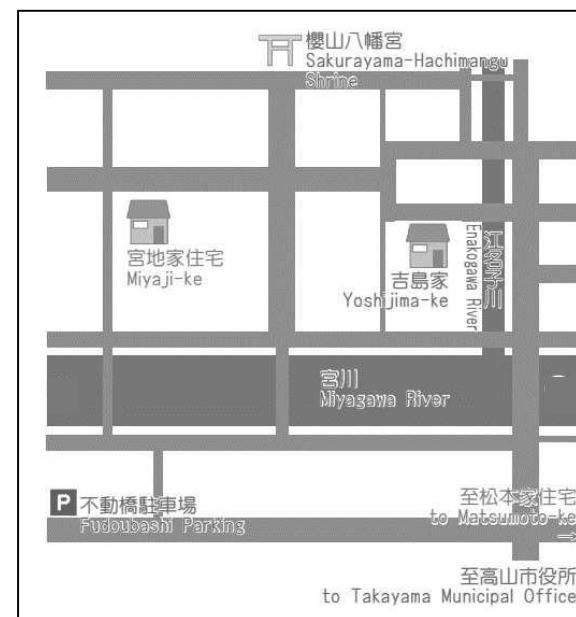 櫻山八幡宮
Sakurayama-Hachimangu
Shrine
宮地家住宅
Miyaji-ke
吉島家
Yoshijima-ke
江名子川
Enakogawa River
宮川
Miyagawa River
P 不動橋駐車場
Fudoubashi Parking
至松本家住宅
to Matsumoto-ke
→
至高山市役所
to Takayama Municipal Office